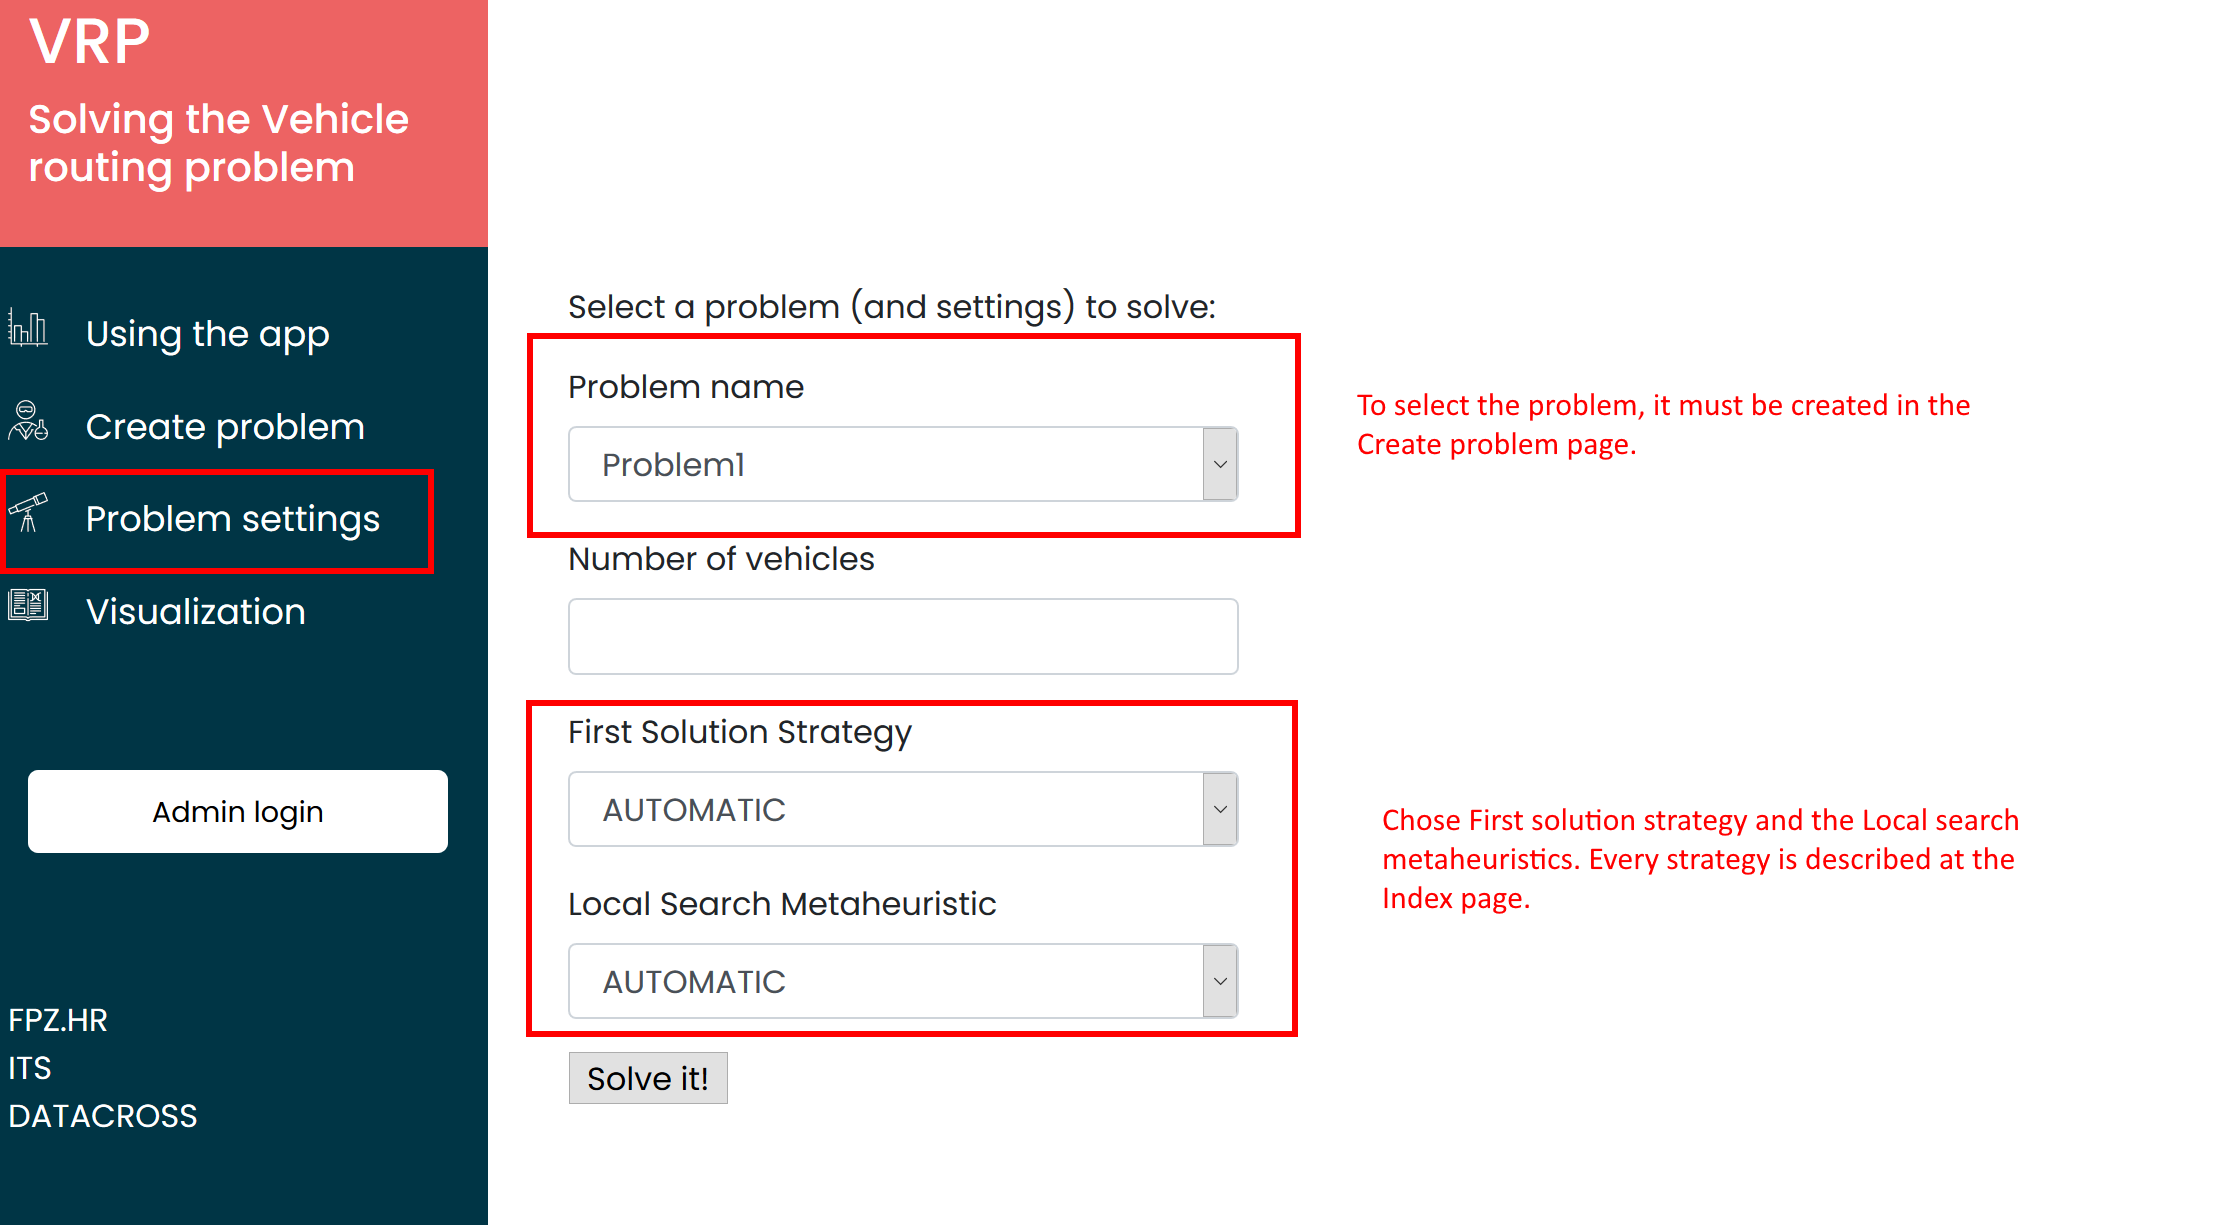 VRP
Solving the Vehicle
routing problem
Using the app
Create problem
Problem settings
Visualization
Admin login
FPZ.HR
ITS
DATACROSS
Select a problem (and settings) to solve:
Problem name
Problem1
To select the problem, it must be created in the
Create problem page.
Number of vehicles
First Solution Strategy
AUTOMATIC
Chose First solution strategy and the Local search
metaheuristics. Every strategy is described at the
Index page.
Local Search Metaheuristic
AUTOMATIC
Solve it!